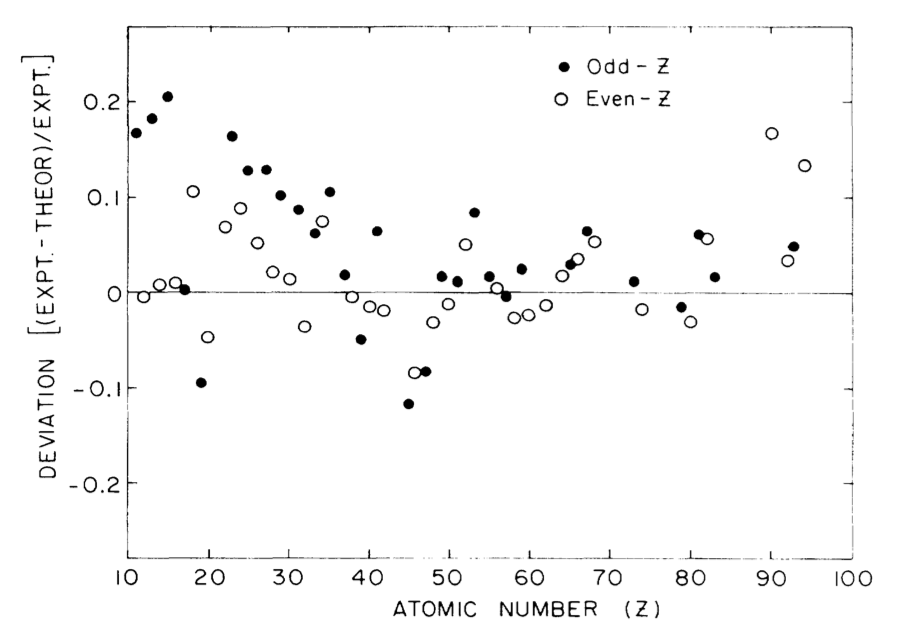 Odd-Z
Even-Z
DEVIATION [(EXPT.-THEOR)/EXPT.]
0.2
0.1
0
-0.1
-0.2
10 20 30 40 50 60 70 80 90 100
ATOMIC NUMBER (Z)